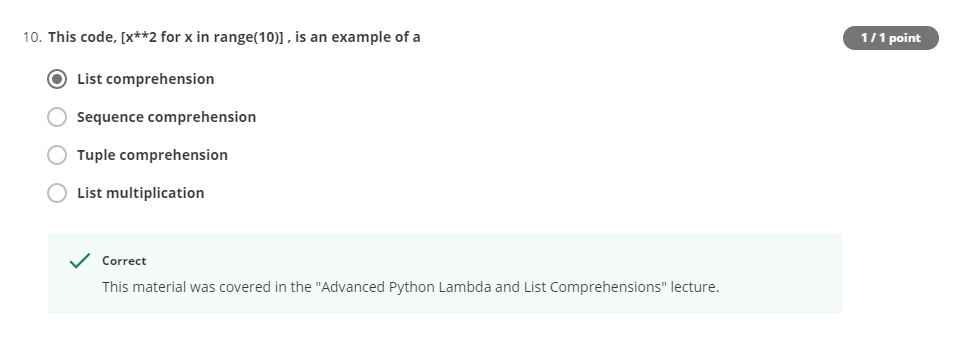 10. This code, [x**2 for x in range(10)] , is an example of a
1 / 1 point
List comprehension
Sequence comprehension
Tuple comprehension
List multiplication
Correct
This material was covered in the "Advanced Python Lambda and List Comprehensions" lecture.